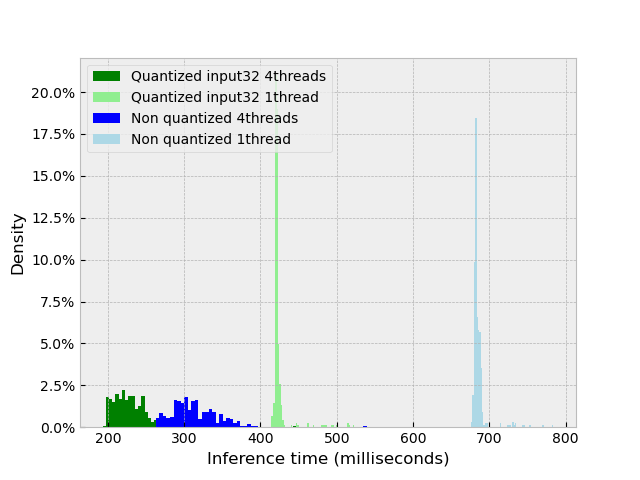 Quantized input32 4threads
Quantized input32 1thread
Non quantized 4threads
Non quantized 1thread
20.0%
17.5%
15.0%
12.5%
10.0%
7.5%
5.0%
2.5%
0.0%
Density
200 300 400 500 600 700 800
Inference time (milliseconds)